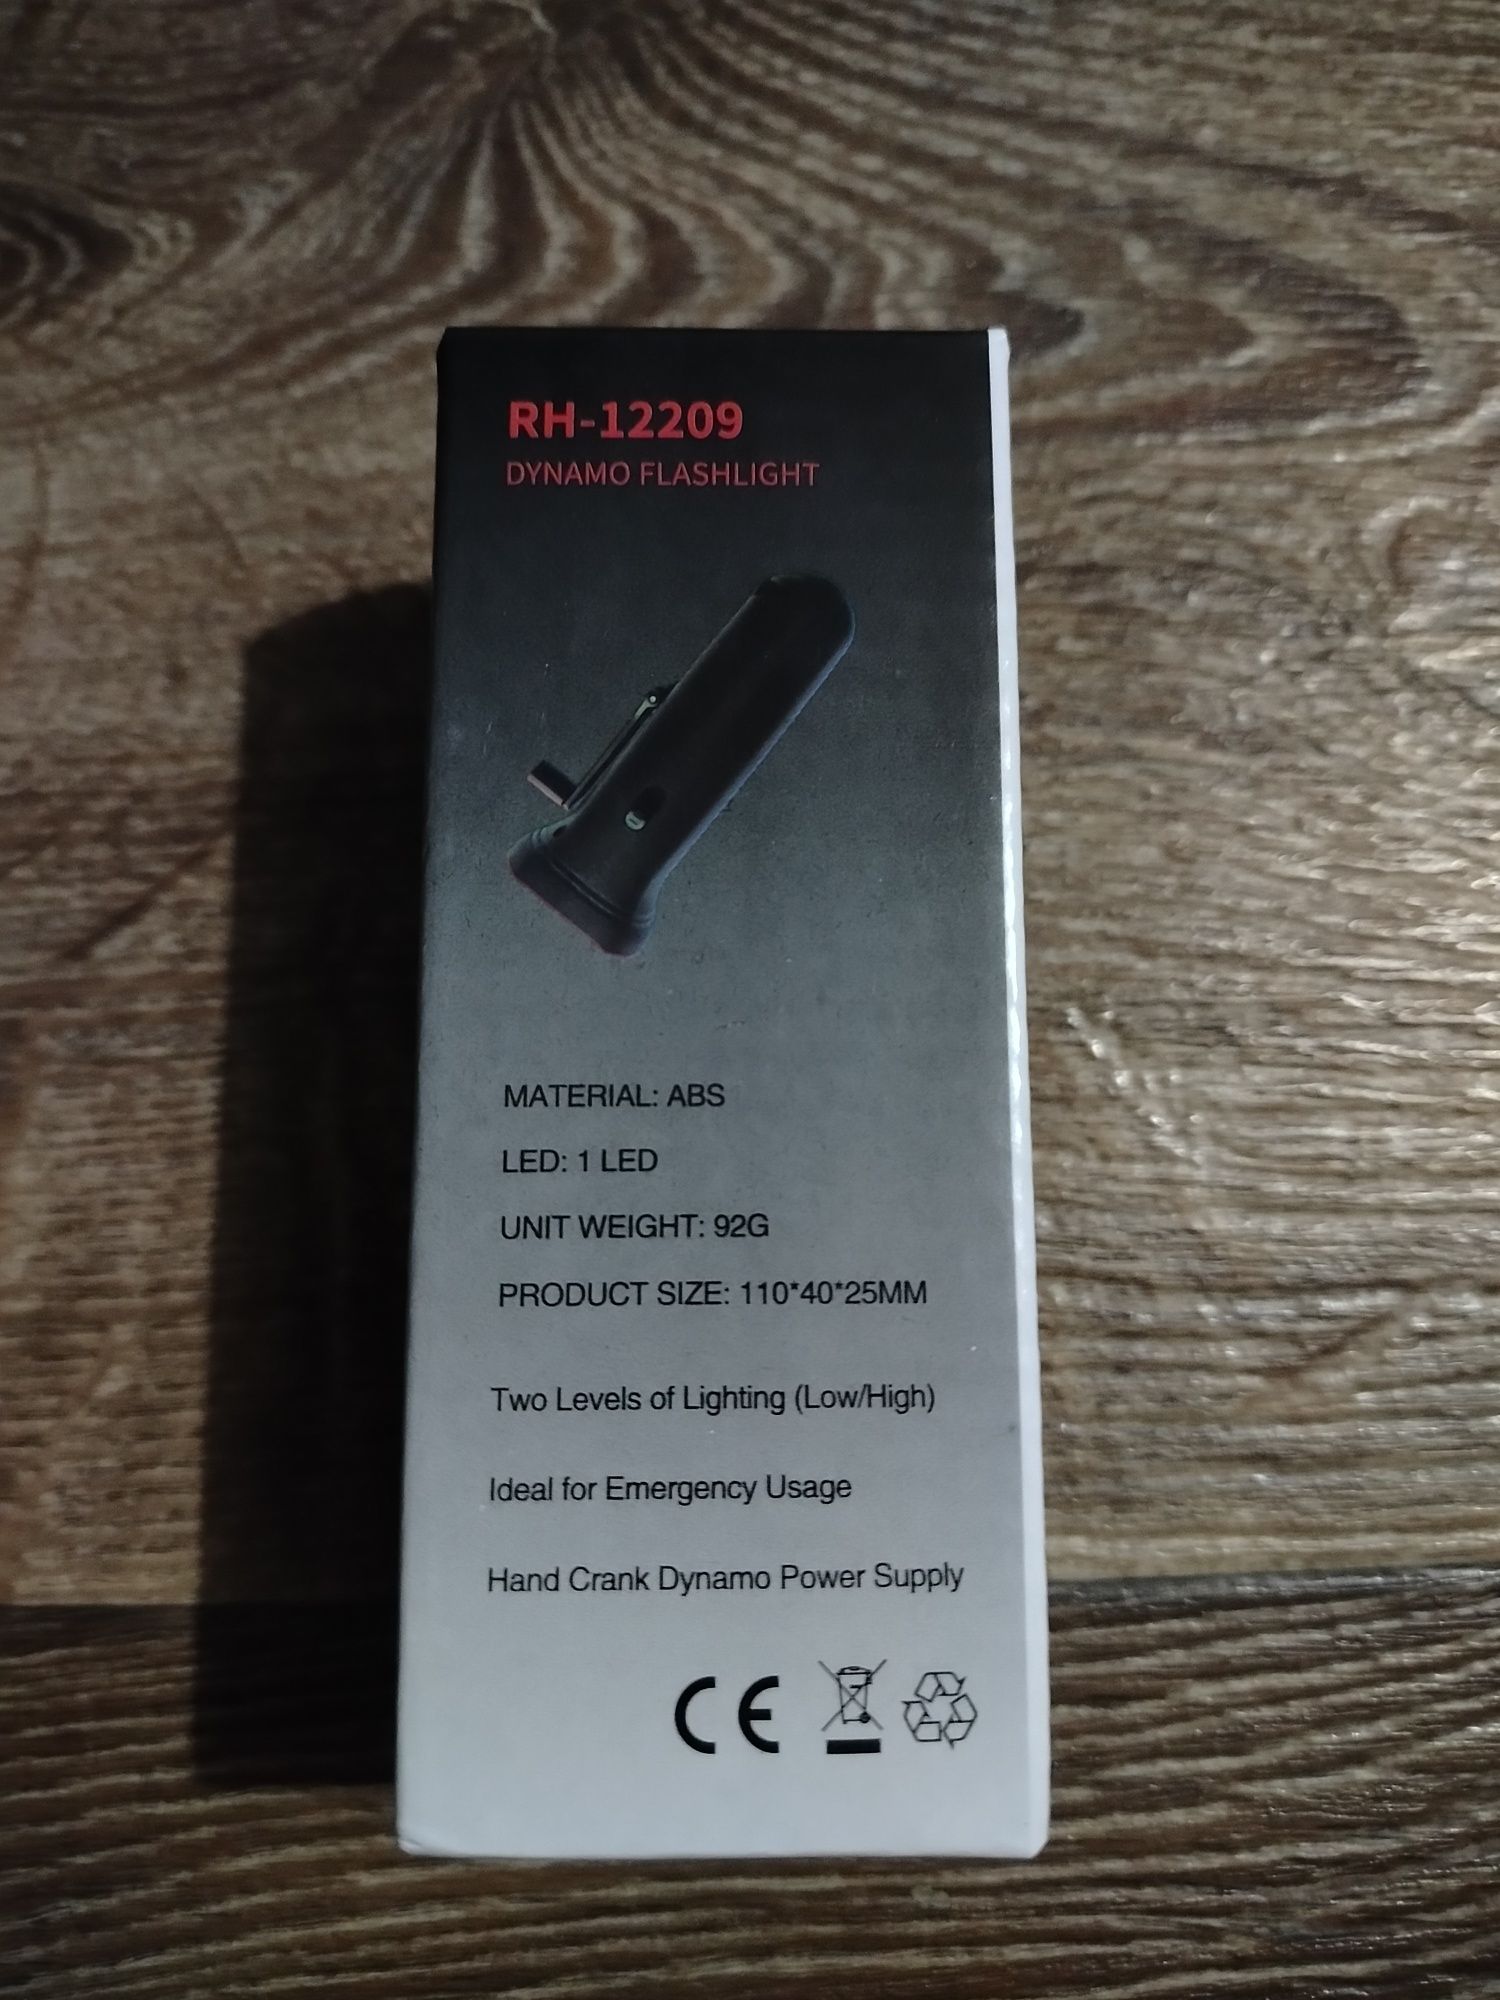 RH-12209
DYNAMO FLASHLIGHT
MATERIAL: ABS
LED: 1 LED
UNIT WEIGHT: 92G
PRODUCT SIZE: 110*40*25MM
Two Levels of Lighting (Low/High)
Ideal for Emergency Usage
Hand Crank Dynamo Power Supply
CE